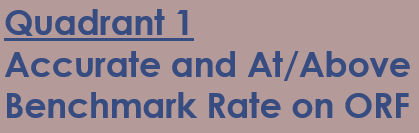 Quadrant 1
Accurate and At/Above
Benchmark Rate on ORF